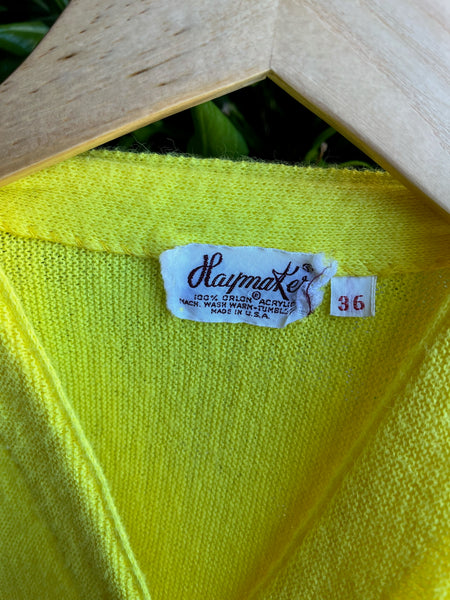 Haymaker®
100% ORLON® ACRYLIC
MACH. WASH WARM-TUMBLE
MADE IN U.S.A.
36